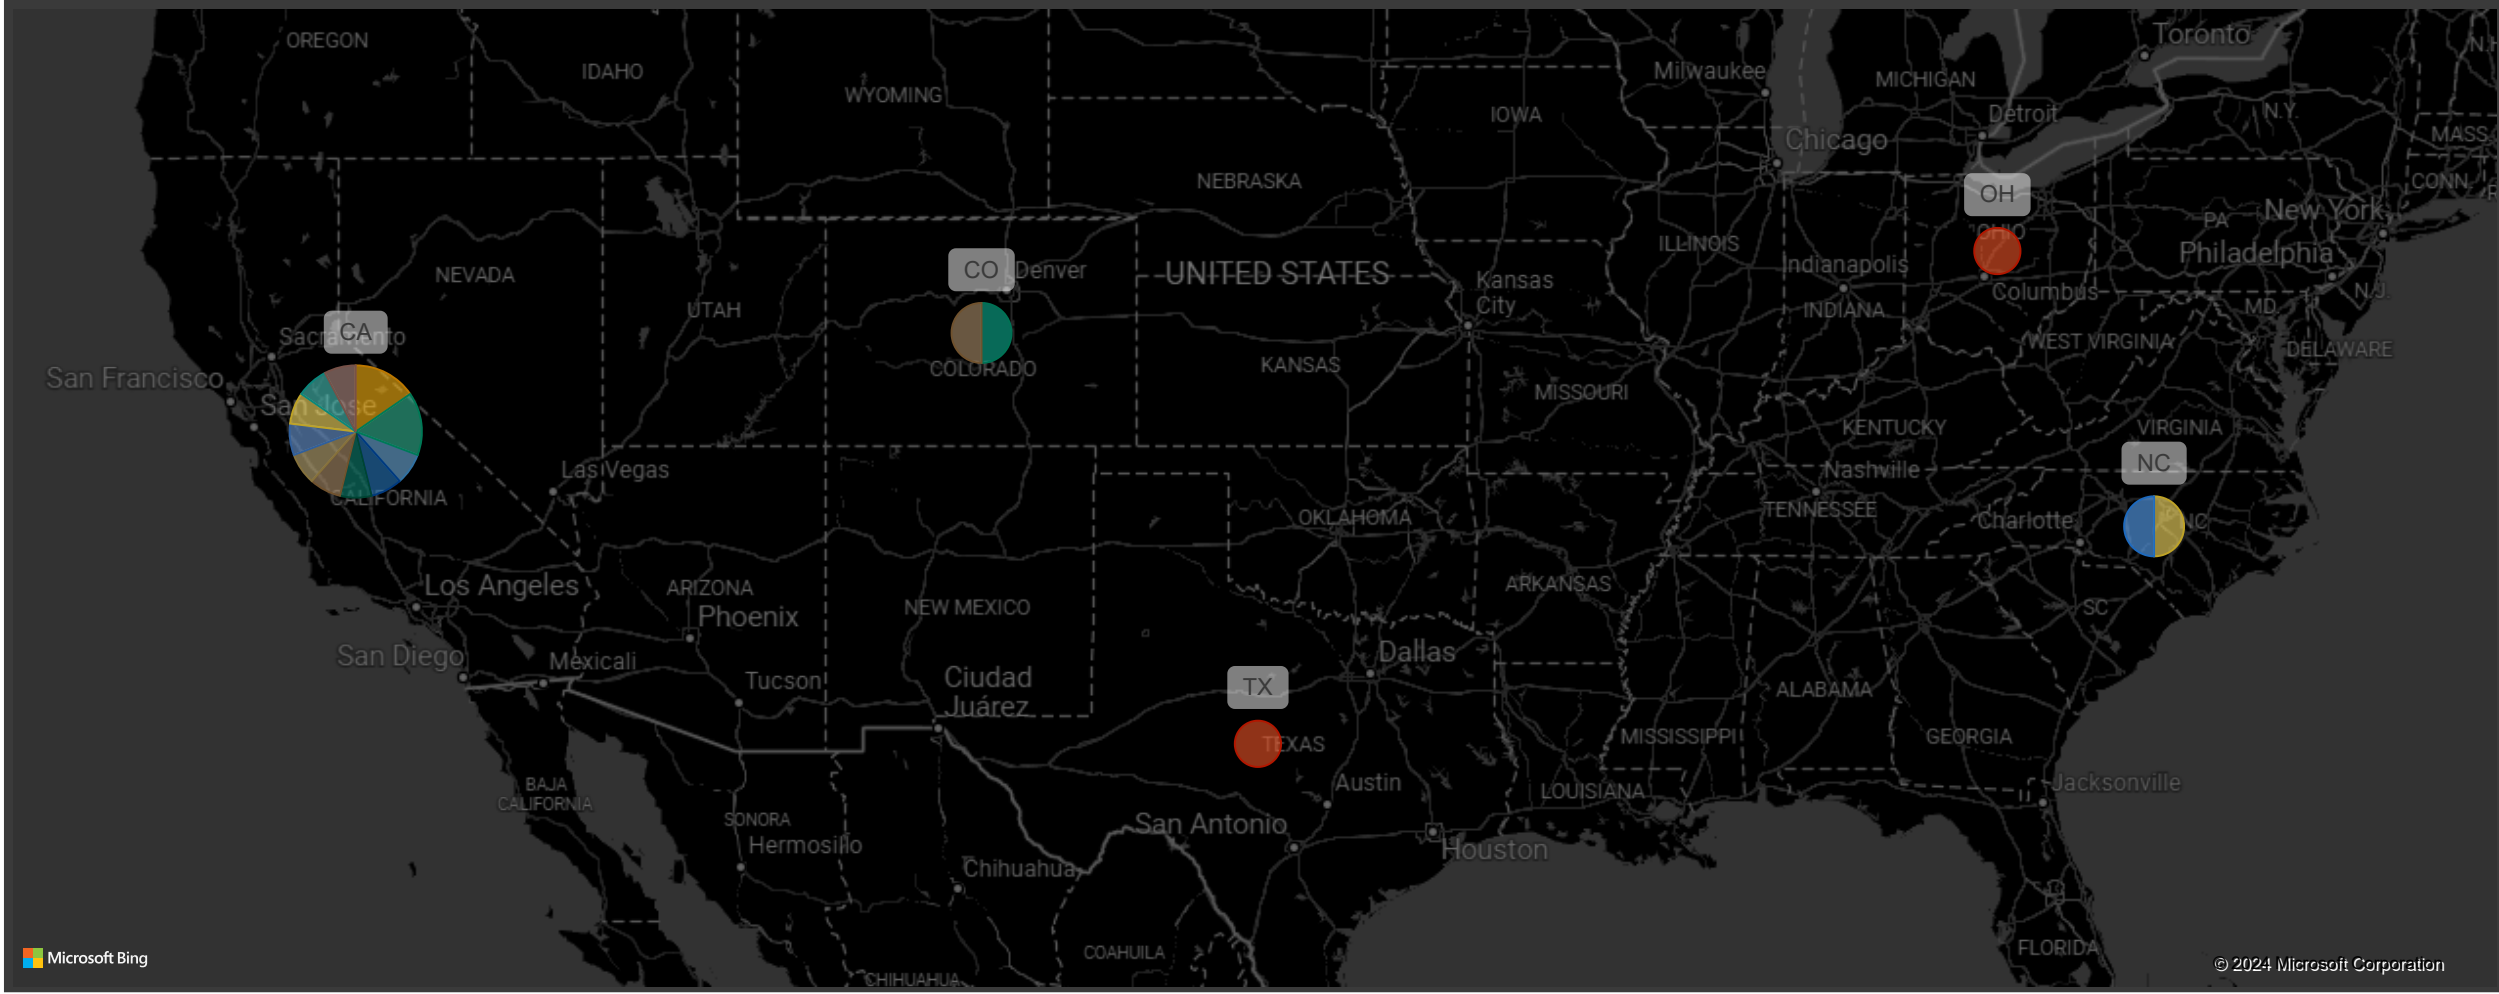 OREGON
IDAHO
WYOMING
IOWA
Milwaukee
MICHIGAN
Toronto
Detroit
N.Y.
MASS
CONN.
Chicago
NEBRASKA
OH
OHIO
PA
New York
Philadelphia
N.J.
NEVADA
UTAH
CO
Denver
COLORADO
UNITED STATES
Kansas
City
ILLINOIS
Indianapolis
INDIANA
Columbus
MD.
DELAWARE
WEST VIRGINIA
CA
Sacramento
San Francisco
San Jose
CALIFORNIA
KANSAS
MISSOURI
KENTUCKY
VIRGINIA
Las Vegas
Nashville
TENNESSEE
NC
Charlotte
NC
OKLAHOMA
ARKANSAS
SC
Los Angeles
ARIZONA
Phoenix
NEW MEXICO
San Diego
Mexicali
Tucson
Ciudad
Juárez
Dallas
TX
TEXAS
ALABAMA
MISSISSIPPI
GEORGIA
BAJA
CALIFORNIA
SONORA
Hermosillo
Chihuahua
San Antonio
Austin
LOUISIANA
Houston
Jacksonville
COAHUILA
CHIHUAHUA
FLORIDA
Microsoft Bing
© 2024 Microsoft Corporation